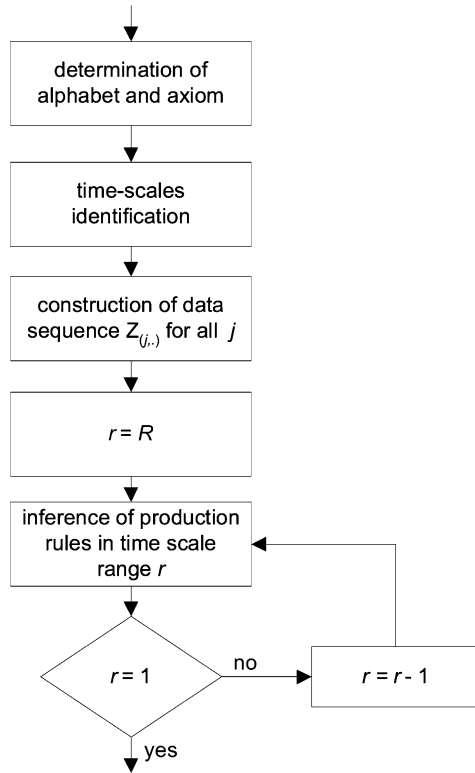 determination of
alphabet and axiom
time-scales
identification
construction of data
sequence Z(j,.) for all j
r = R
inference of production
rules in time scale
range r
r = 1
no
r = r - 1
yes